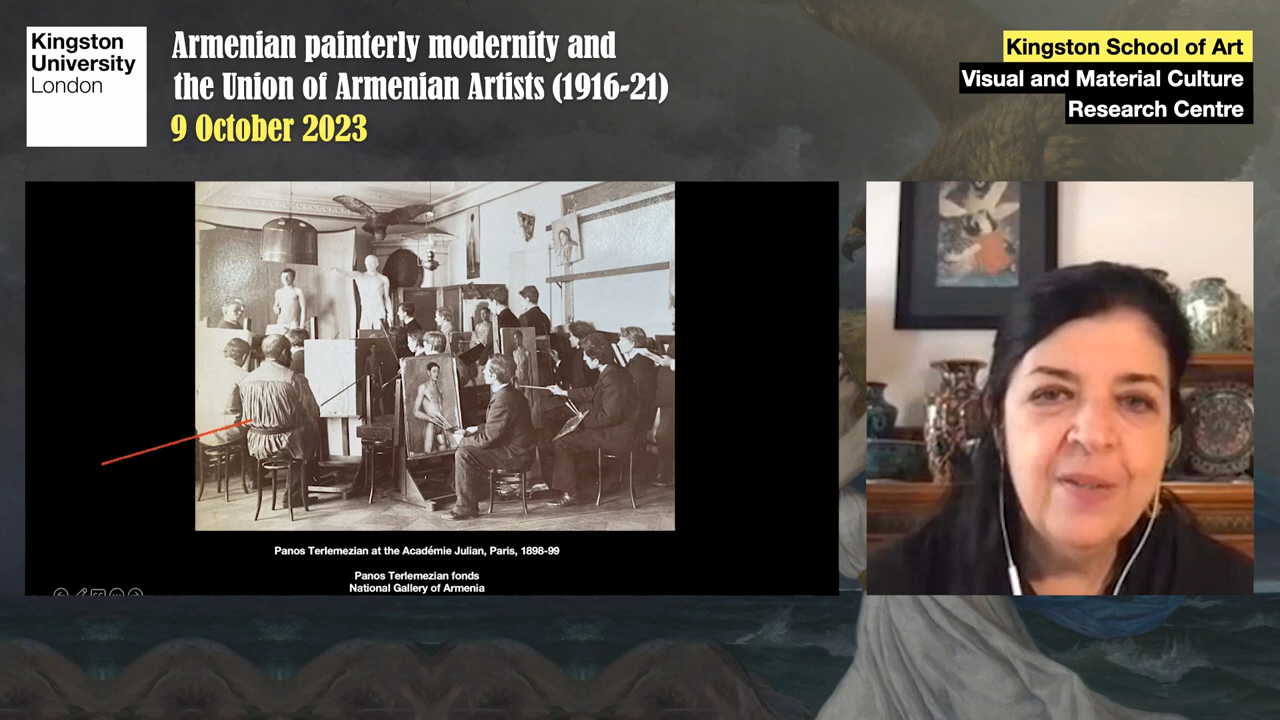 Kingston
University
London
Armenian painterly modernity and
the Union of Armenian Artists (1916-21)
9 October 2023
Kingston School of Art
Visual and Material Culture
Research Centre
Panos Terlemezian at the Académie Julian, Paris, 1898-99
Panos Terlemezian fonds
National Gallery of Armenia